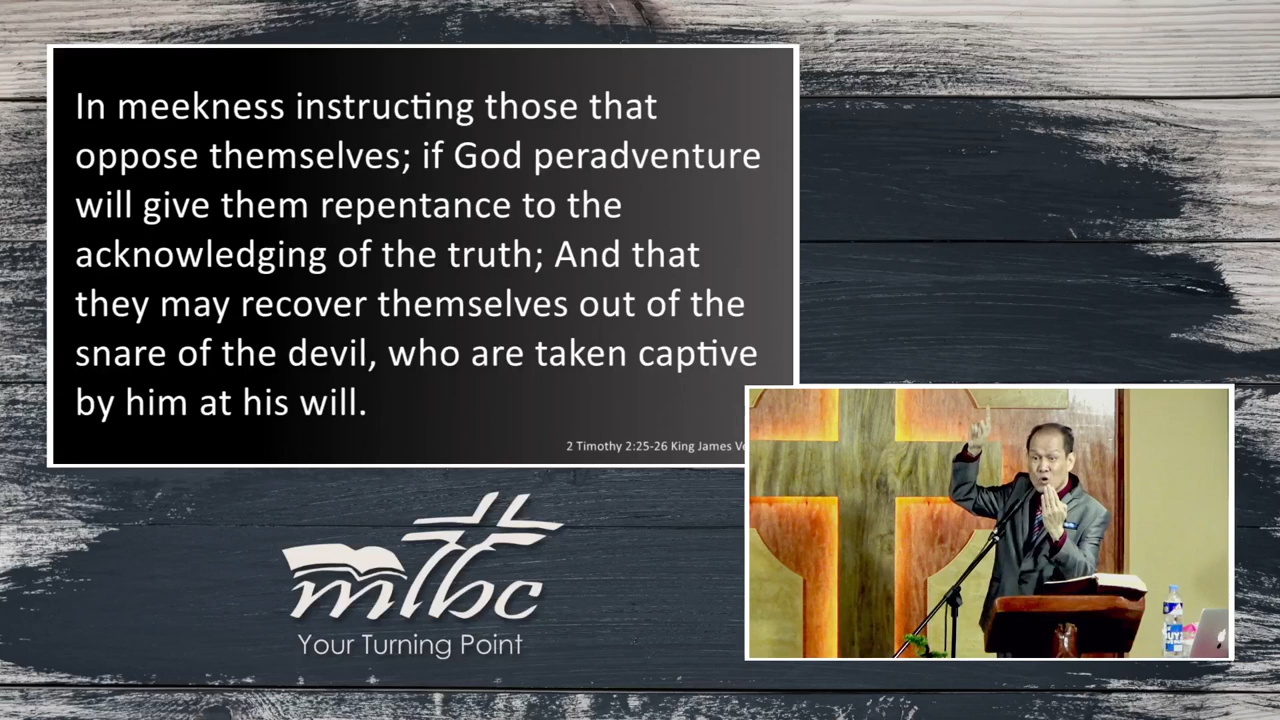 In meekness instructing those that
oppose themselves; if God peradventure
will give them repentance to the
acknowledging of the truth; And that
they may recover themselves out of the
snare of the devil, who are taken captive
by him at his will.
2 Timothy 2:25-26 King James
mlbc
Your Turning Point